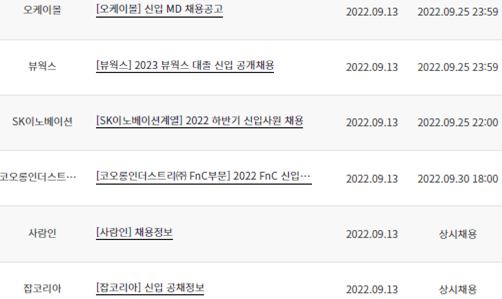 오케이몰 [오케이몰] 신입 MD 채용공고 2022.09.13 2022.09.25 23:59
뷰웍스 [뷰웍스] 2023 뷰웍스 대졸 신입 공개채용 2022.09.13 2022.09.25 23:59
SK이노베이션 [SK이노베이션계열] 2022 하반기 신입사원 채용 2022.09.13 2022.09.25 22:00
코오롱인더스트… [코오롱인더스트리㈜ FnC부문] 2022 FnC 신입… 2022.09.13 2022.09.30 18:00
사람인 [사람인] 채용정보 2022.09.13 상시채용
잡코리아 [잡코리아] 신입 공채정보 2022.09.13 상시채용